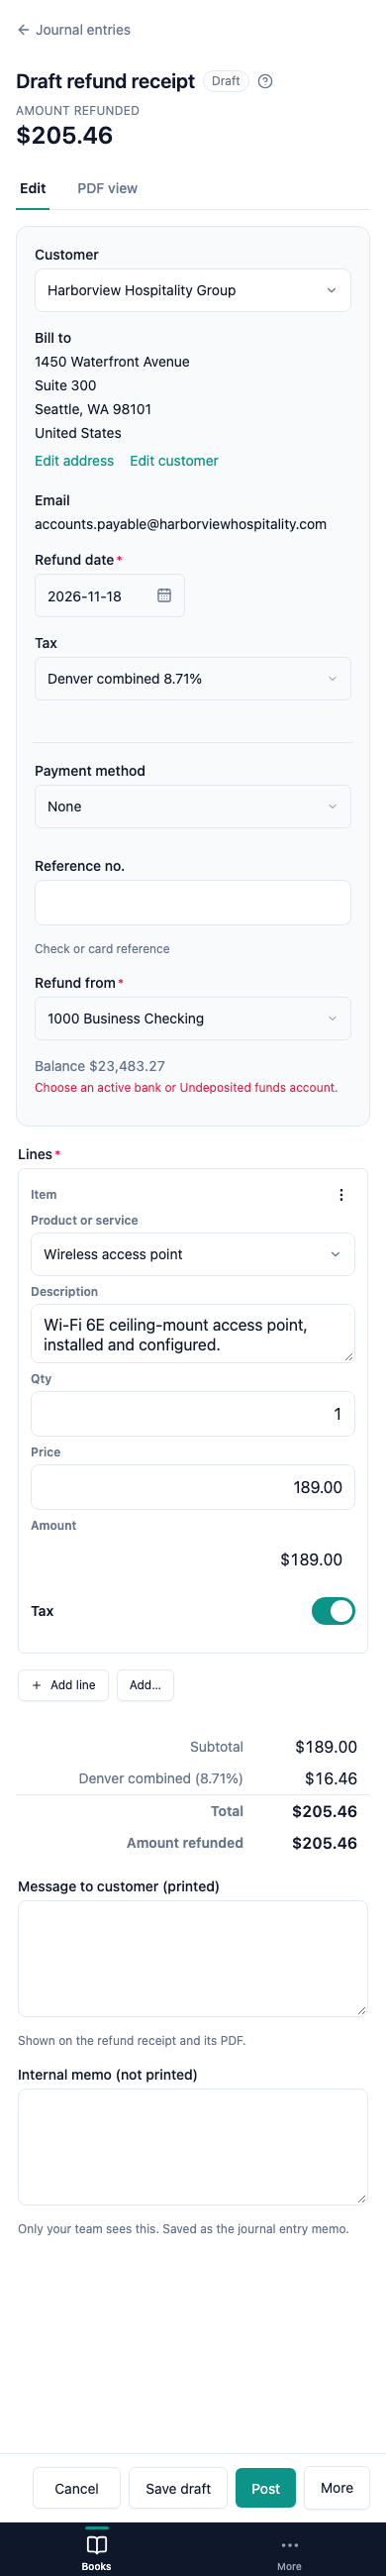 Journal entries
Draft refund receipt Draft
AMOUNT REFUNDED
$205.46
Edit PDF view
Customer
Harborview Hospitality Group
Bill to
1450 Waterfront Avenue
Suite 300
Seattle, WA 98101
United States
Edit address Edit customer
Email
accounts.payable@harborviewhospitality.com
Refund date*
2026-11-18
Tax
Denver combined 8.71%
Payment method
None
Reference no.
Check or card reference
Refund from*
1000 Business Checking
Balance $23,483.27
Choose an active bank or Undeposited funds account.
Lines*
Item
Product or service
Wireless access point
Description
Wi-Fi 6E ceiling-mount access point,
installed and configured.
Qty
1
Price
189.00
Amount
$189.00
Tax
+ Add line Add...
Subtotal $189.00
Denver combined (8.71%) $16.46
Total $205.46
Amount refunded $205.46
Message to customer (printed)
Shown on the refund receipt and its PDF.
Internal memo (not printed)
Only your team sees this. Saved as the journal entry memo.
Cancel Save draft Post More
Books More